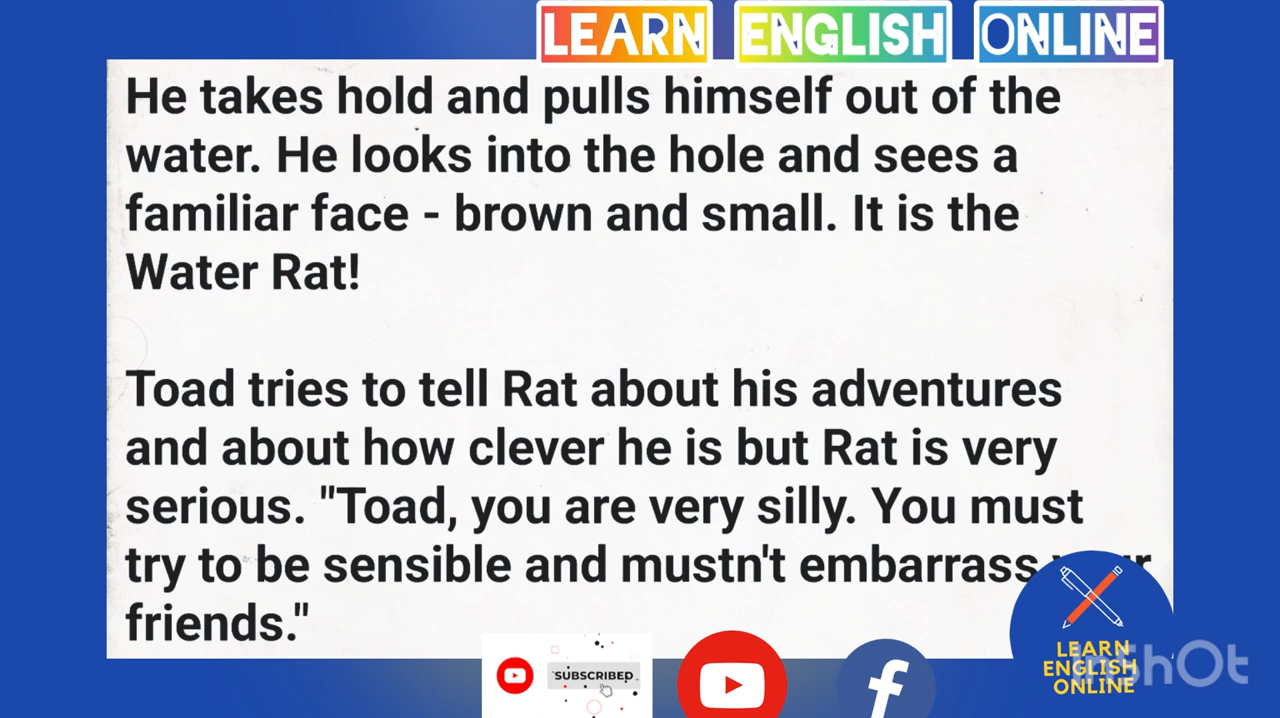 LEARN ENGLISH ONLINE
He takes hold and pulls himself out of the
water. He looks into the hole and sees a
familiar face - brown and small. It is the
Water Rat!
Toad tries to tell Rat about his adventures
and about how clever he is but Rat is very
serious. "Toad, you are very silly. You must
try to be sensible and mustn't embarrass
friends."
SUBSCRIBED
LEARN
ENGLISH
ONLINE